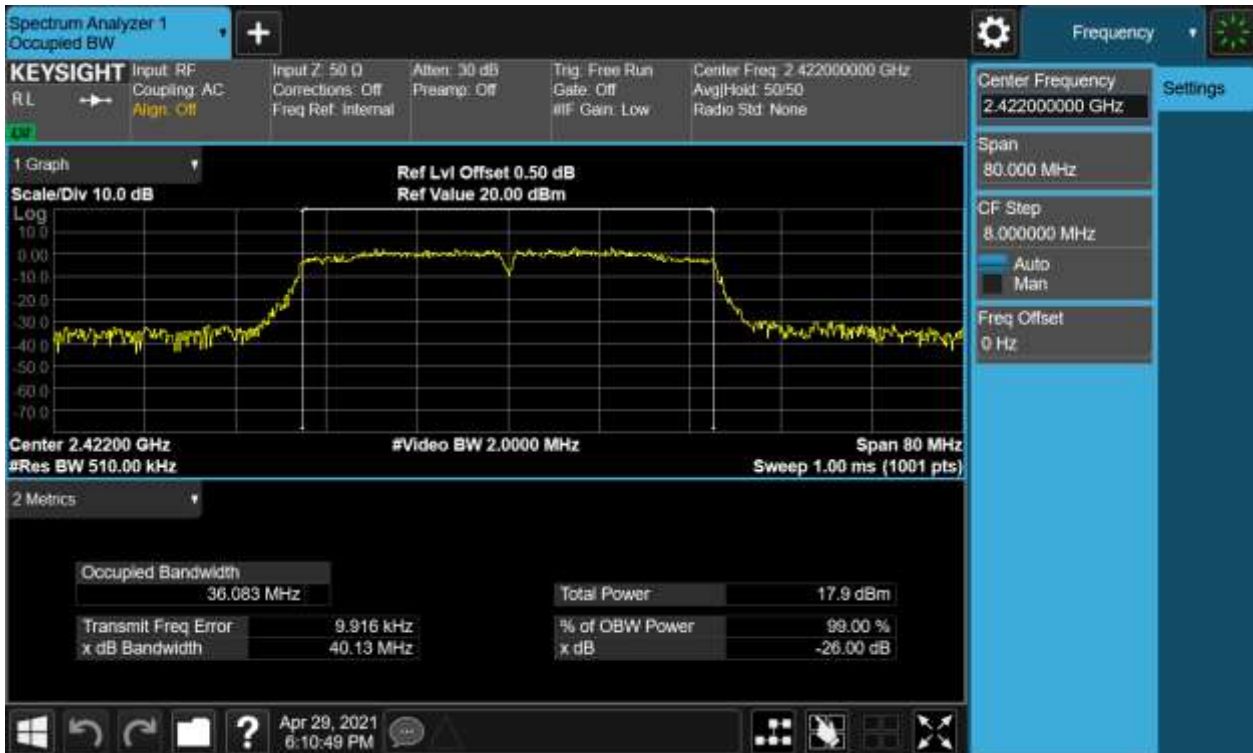 Spectrum Analyzer 1
Occupied BW
+
Frequency
KEYSIGHT
RL
Input: RF
Coupling: AC
Align: Off
Input Z: 50 Ω
Corrections: Off
Freq Ref: Internal
Atten: 30 dB
Preamp: Off
Trig: Free Run
Gate: Off
#IF Gain: Low
Center Freq: 2.422000000 GHz
Avg|Hold: 50/50
Radio Std: None
Center Frequency
2.422000000 GHz
Settings
Span
80.000 MHz
CF Step
8.000000 MHz
Auto
Man
Freq Offset
0 Hz
1 Graph
Scale/Div 10.0 dB
Ref Lvl Offset 0.50 dB
Ref Value 20.00 dBm
Log
10.0
0.00
-10.0
-20.0
-30.0
-40.0
-50.0
-60.0
-70.0
Center 2.42200 GHz
#Video BW 2.0000 MHz
Span 80 MHz
#Res BW 510.00 kHz
Sweep 1.00 ms (1001 pts)
2 Metrics
Occupied Bandwidth
36.083 MHz
Total Power 17.9 dBm
Transmit Freq Error 9.916 kHz
% of OBW Power 99.00 %
x dB Bandwidth 40.13 MHz
x dB -26.00 dB
?
Apr 29, 2021
6:10:49 PM